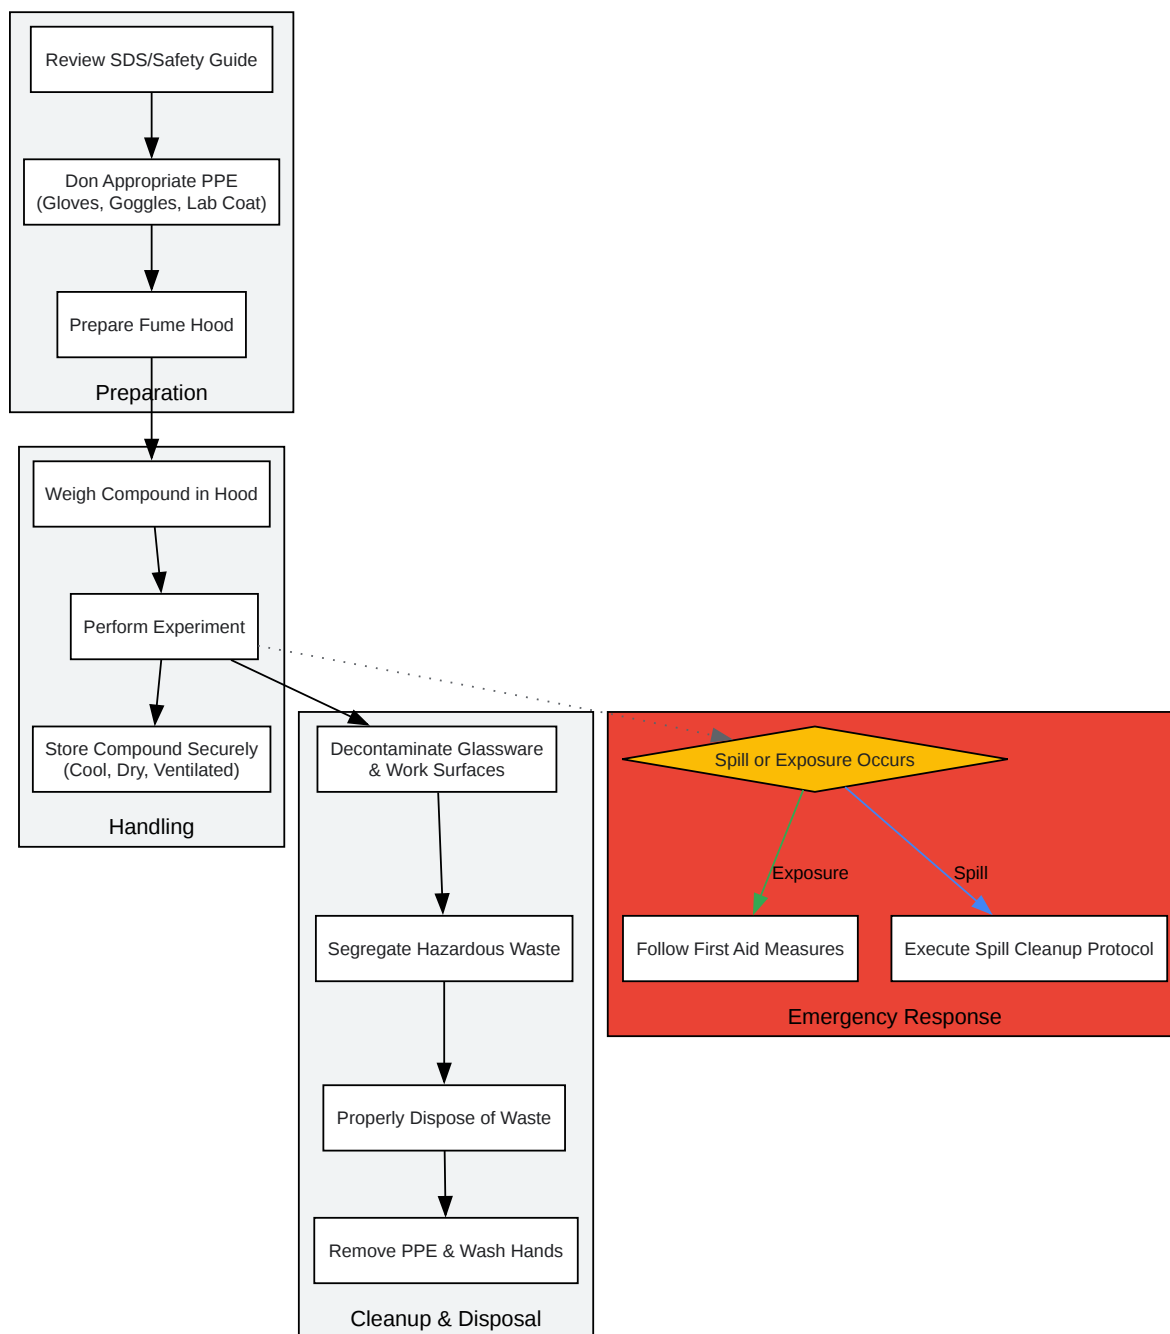 Review SDS/Safety Guide
Don Appropriate PPE
(Gloves, Goggles, Lab Coat)
Prepare Fume Hood
Preparation
Weigh Compound in Hood
Perform Experiment
Store Compound Securely
(Cool, Dry, Ventilated)
Handling
Decontaminate Glassware
& Work Surfaces
Segregate Hazardous Waste
Properly Dispose of Waste
Remove PPE & Wash Hands
Cleanup & Disposal
Spill or Exposure Occurs
Exposure
Spill
Follow First Aid Measures
Execute Spill Cleanup Protocol
Emergency Response